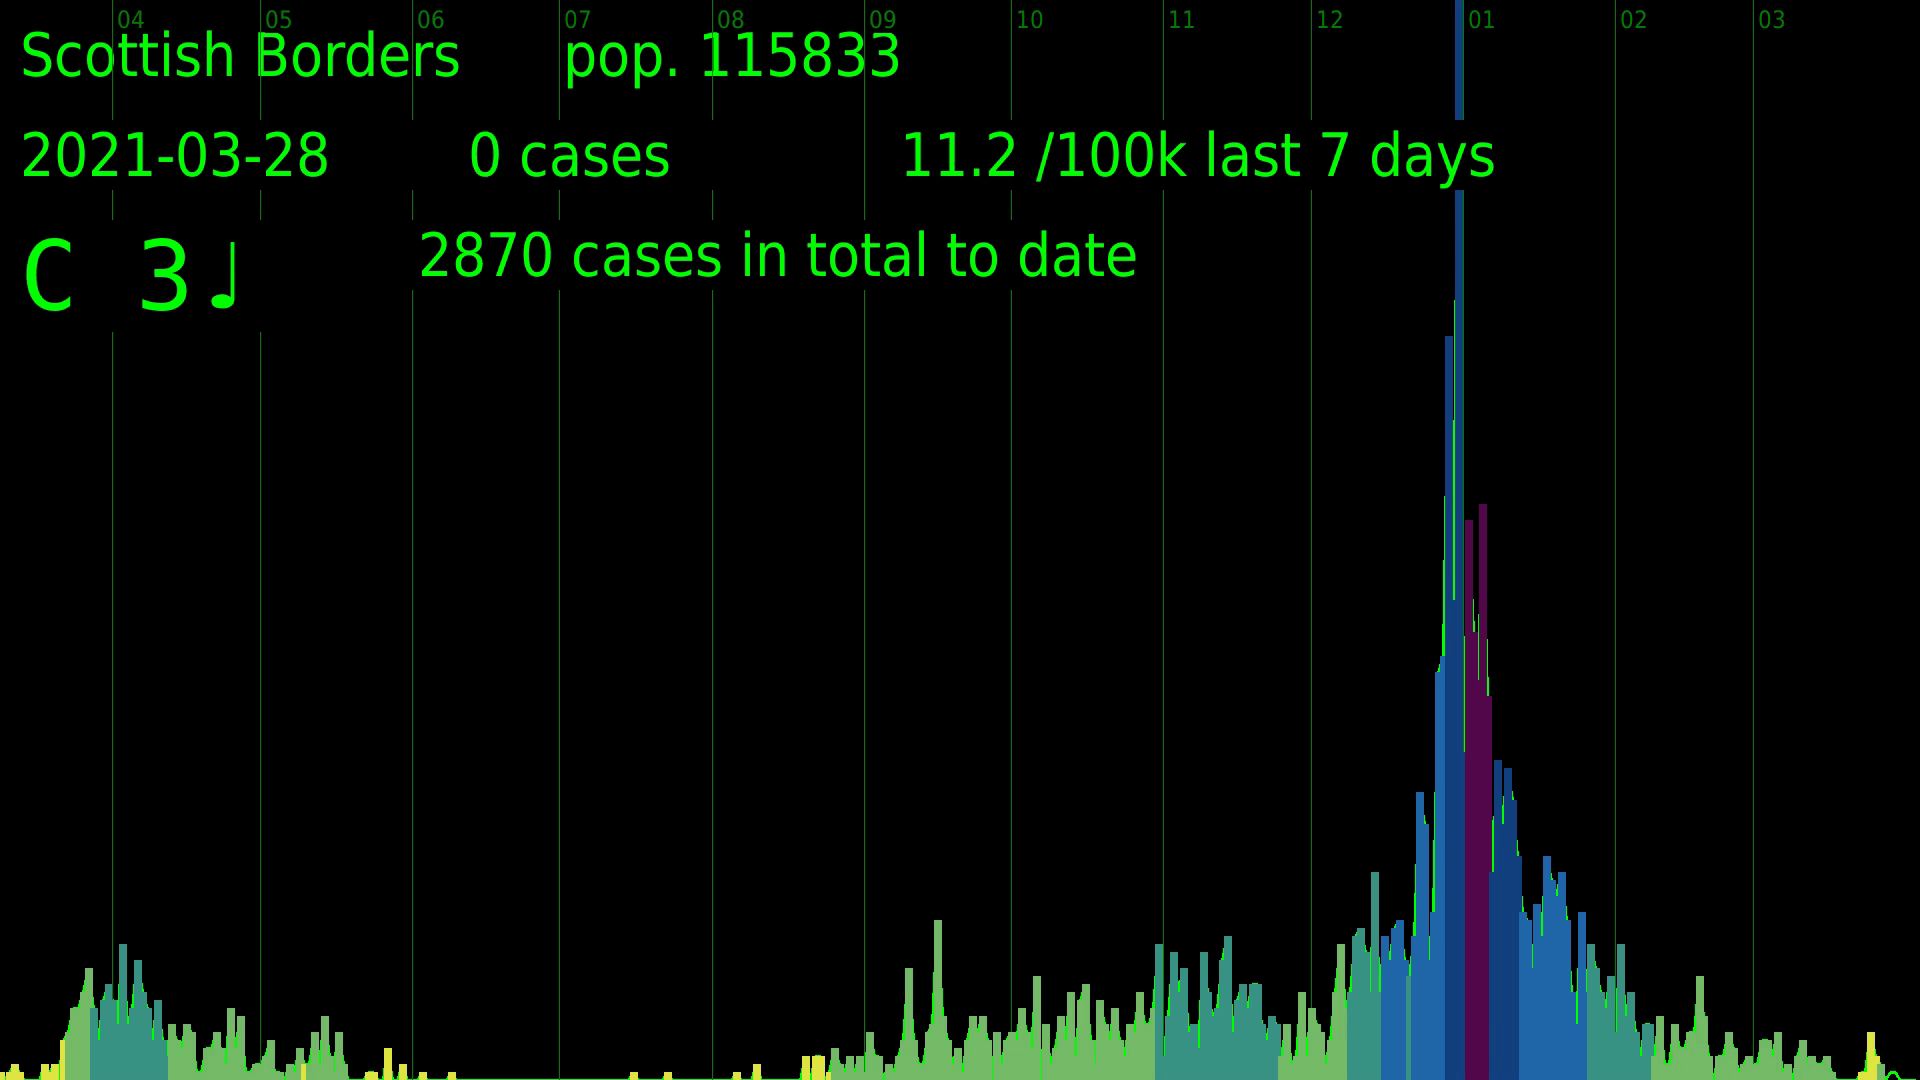 04 05 06 07 08 09 10 11 12 01 02 03
Scottish Borders pop. 115833
2021-03-28 0 cases 11.2 /100k last 7 days
C 3♩ 2870 cases in total to date